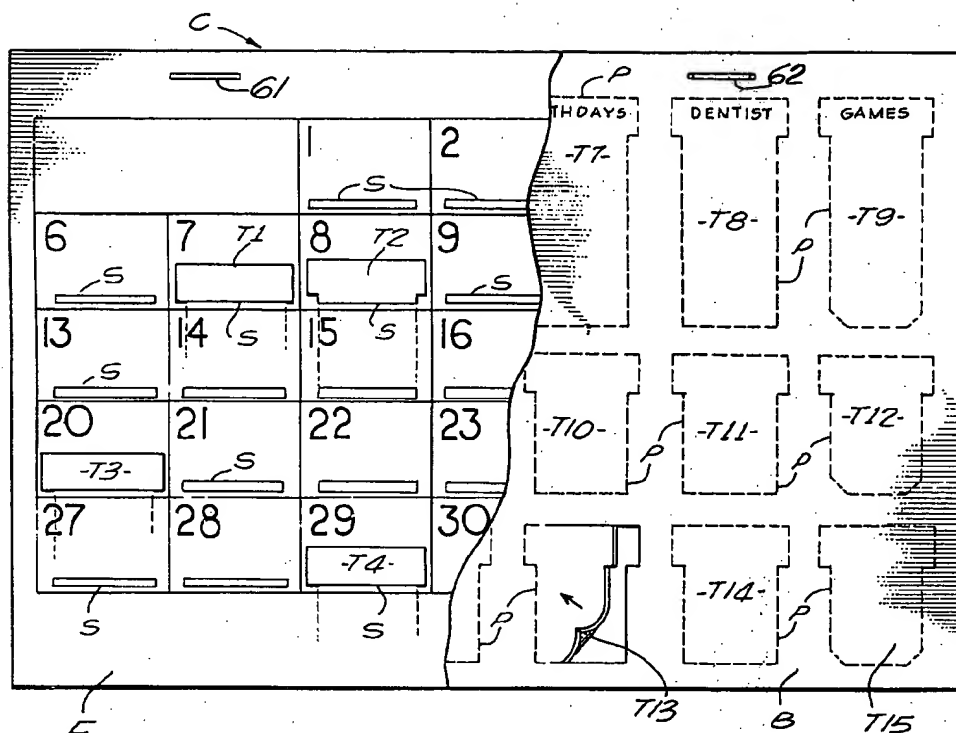 C
61
62
P
THDAYS
DENTIST
GAMES
1
2
-T7-
S
-T8-
-T9-
P
6
7
T1
8
T2
9
S
S
S
S
13
14
15
16
S
20
21
22
23
-T10-
-T11-
-T12-
P
P
-T3-
S
27
28
29
30
-T4-
-T14-
P
P
S
S
T13
B
T15